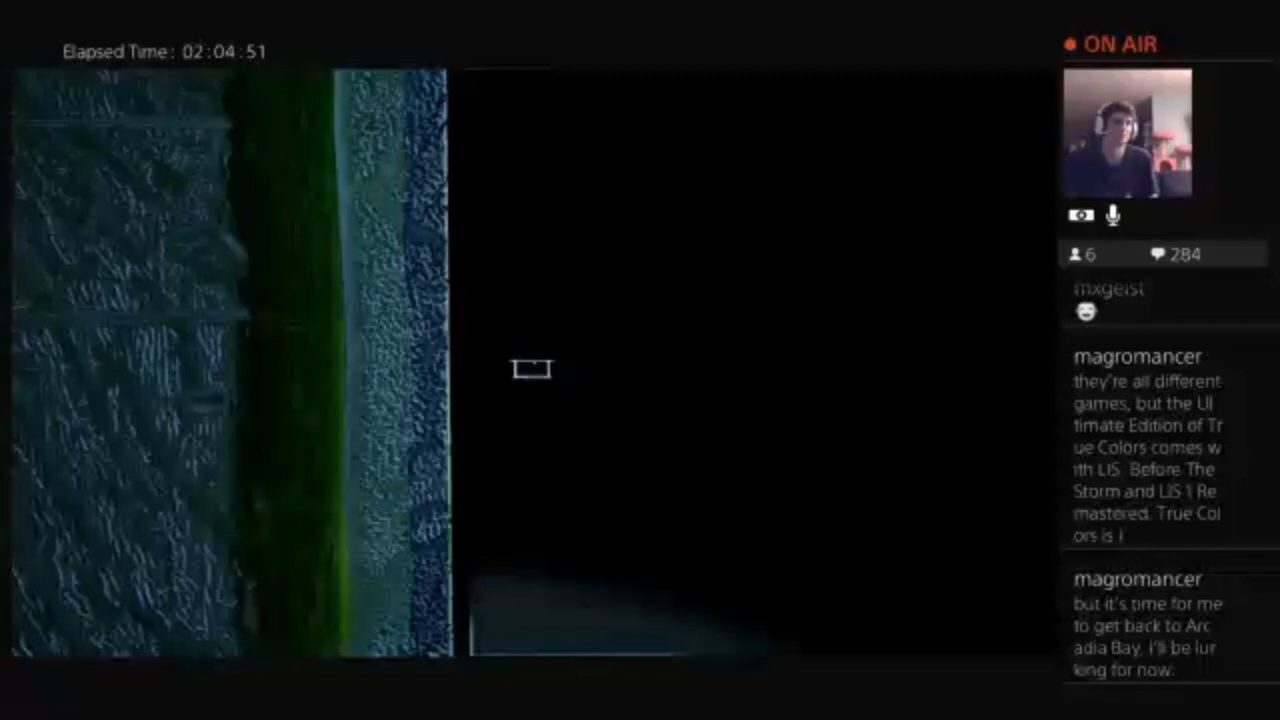 Elapsed Time: 02:04:51
ON AIR
6 284
mxgeist
magromancer
they're all different
games, but the Ul
timate Edition of Tr
ue Colors comes w
ith LIS Before The
Storm and LIS 1 Re
mastered. True Col
ors is l
magromancer
but it's time for me
to get back to Arc
adia Bay. I'll be lur
king for now.